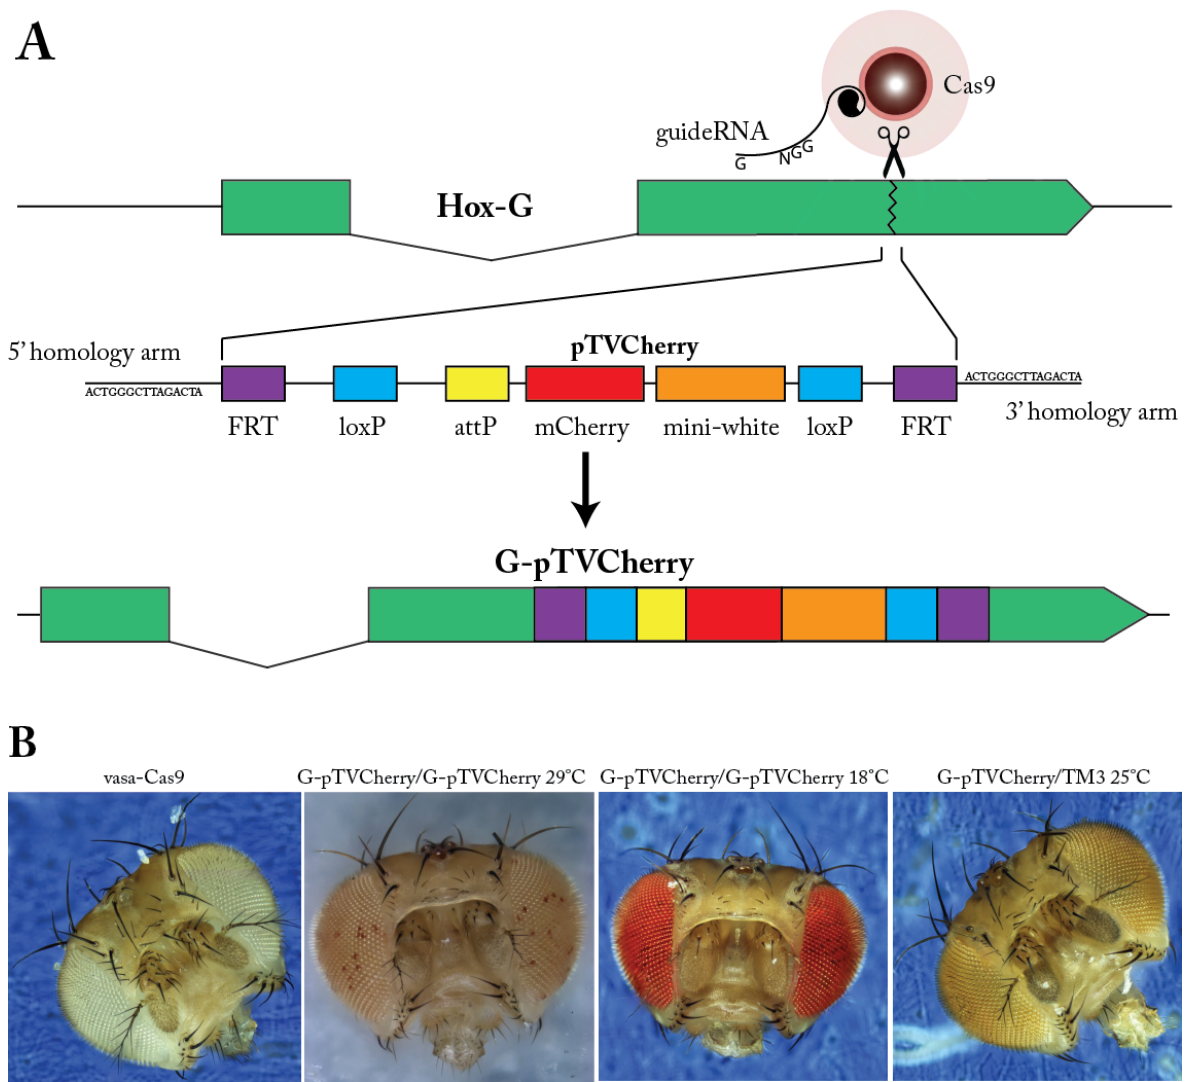 A
Cas9
guideRNA
G
NGG
Hox-G
5’ homology arm
pTVCherry
ACTGGGCTTAGACTA
ACTGGGCTTAGACTA
3’ homology arm
FRT
loxP
attP
mCherry
mini-white
loxP
FRT
G-pTVCherry
B
vasa-Cas9
G-pTVCherry/G-pTVCherry 29°C
G-pTVCherry/G-pTVCherry 18°C
G-pTVCherry/TM3 25°C